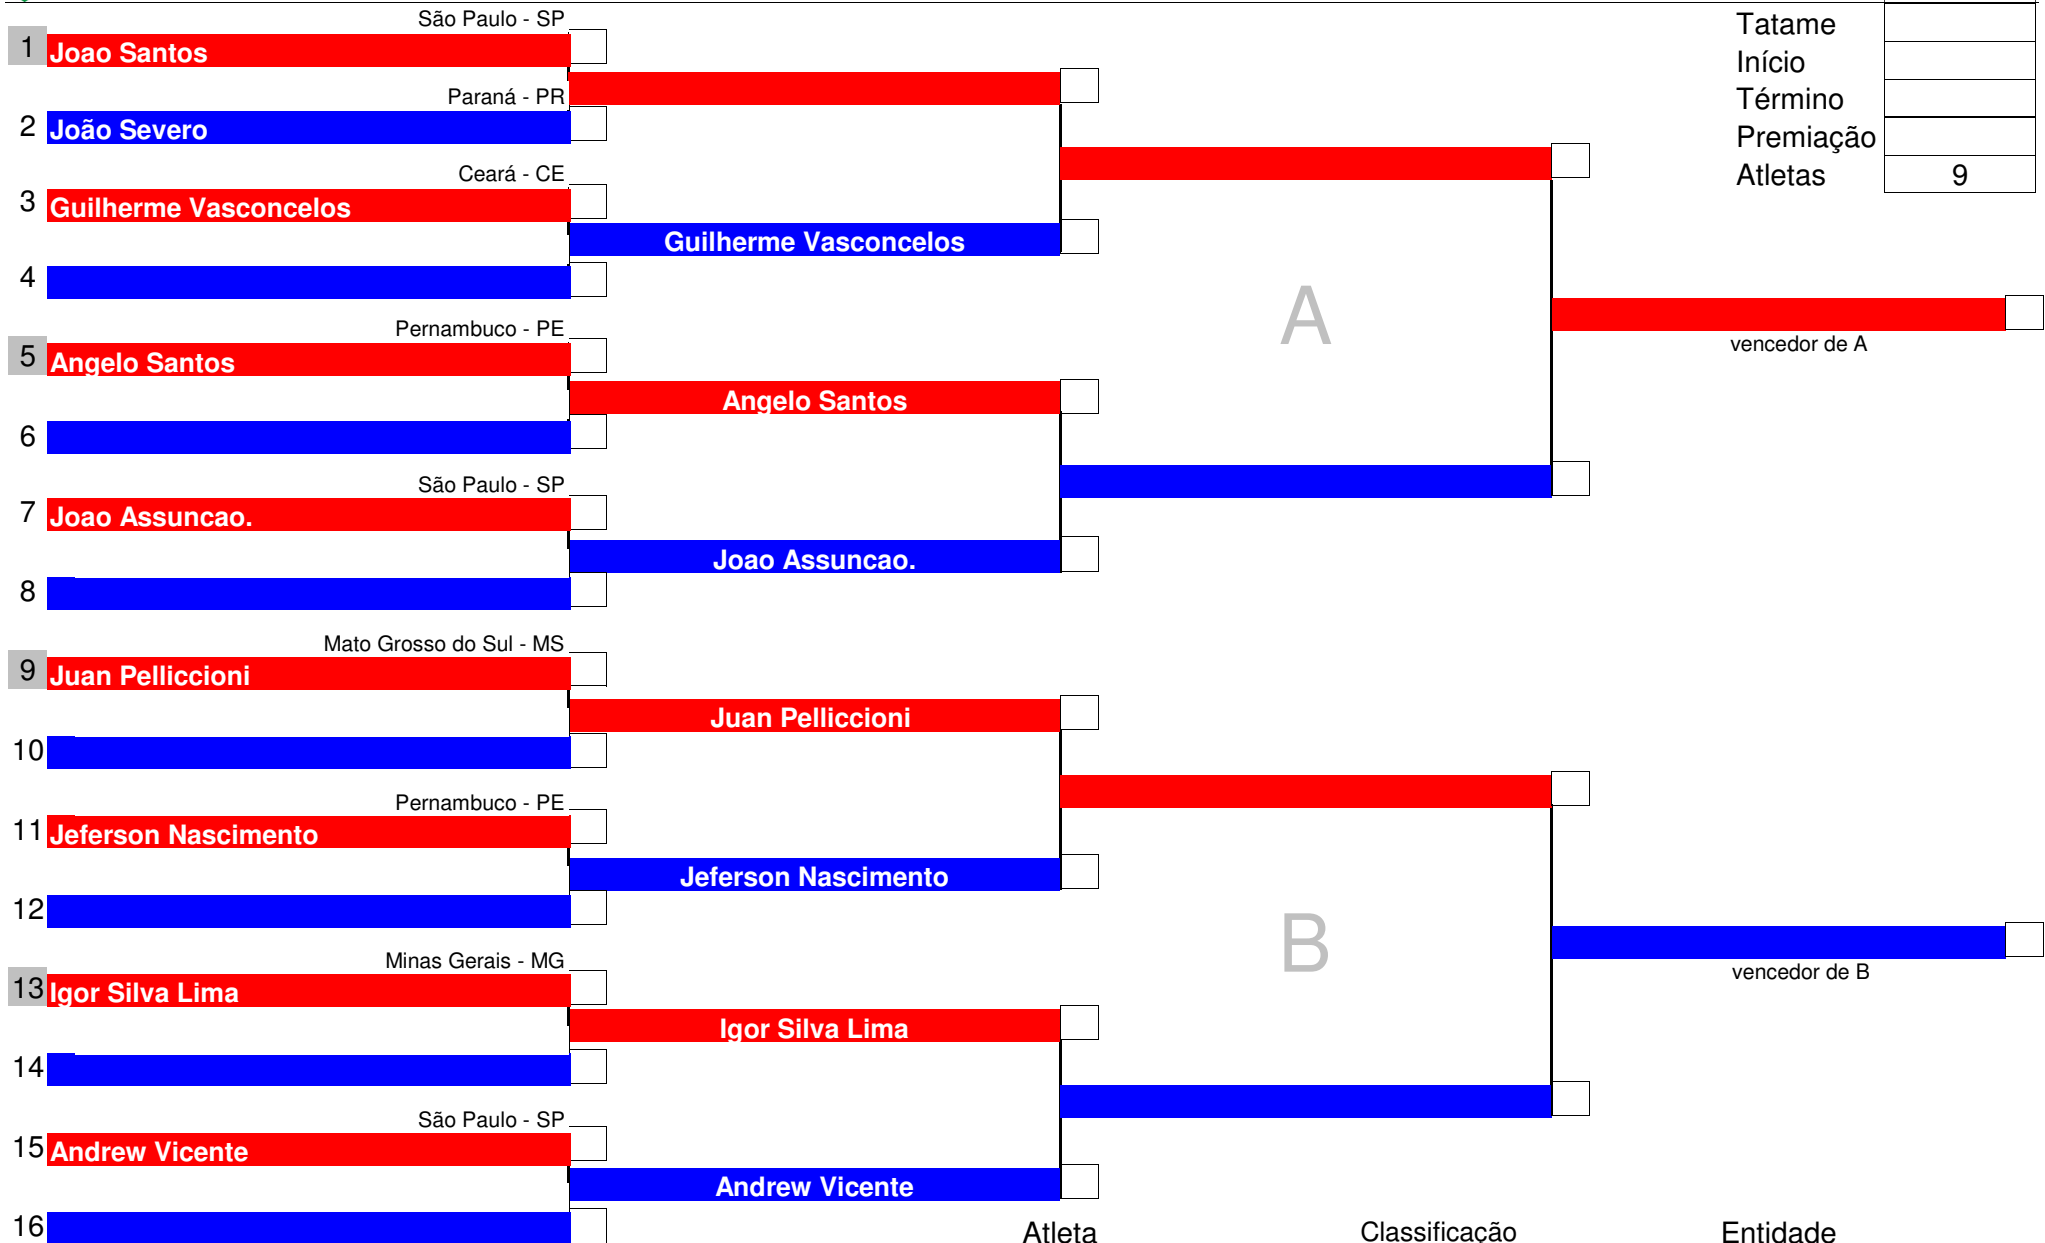 São Paulo - SP
1 Joao Santos
Paraná - PR
2 João Severo
Ceará - CE
3 Guilherme Vasconcelos
Guilherme Vasconcelos
4
Pernambuco - PE
5 Angelo Santos
Angelo Santos
6
São Paulo - SP
7 Joao Assuncao.
Joao Assuncao.
8
Mato Grosso do Sul - MS
9 Juan Pelliccioni
Juan Pelliccioni
10
Pernambuco - PE
11 Jeferson Nascimento
Jeferson Nascimento
12
Minas Gerais - MG
13 Igor Silva Lima
Igor Silva Lima
14
São Paulo - SP
15 Andrew Vicente
Andrew Vicente
16
A
vencedor de A
B
vencedor de B
Tatame
Início
Término
Premiação
Atletas 9
Atleta Classificação Entidade